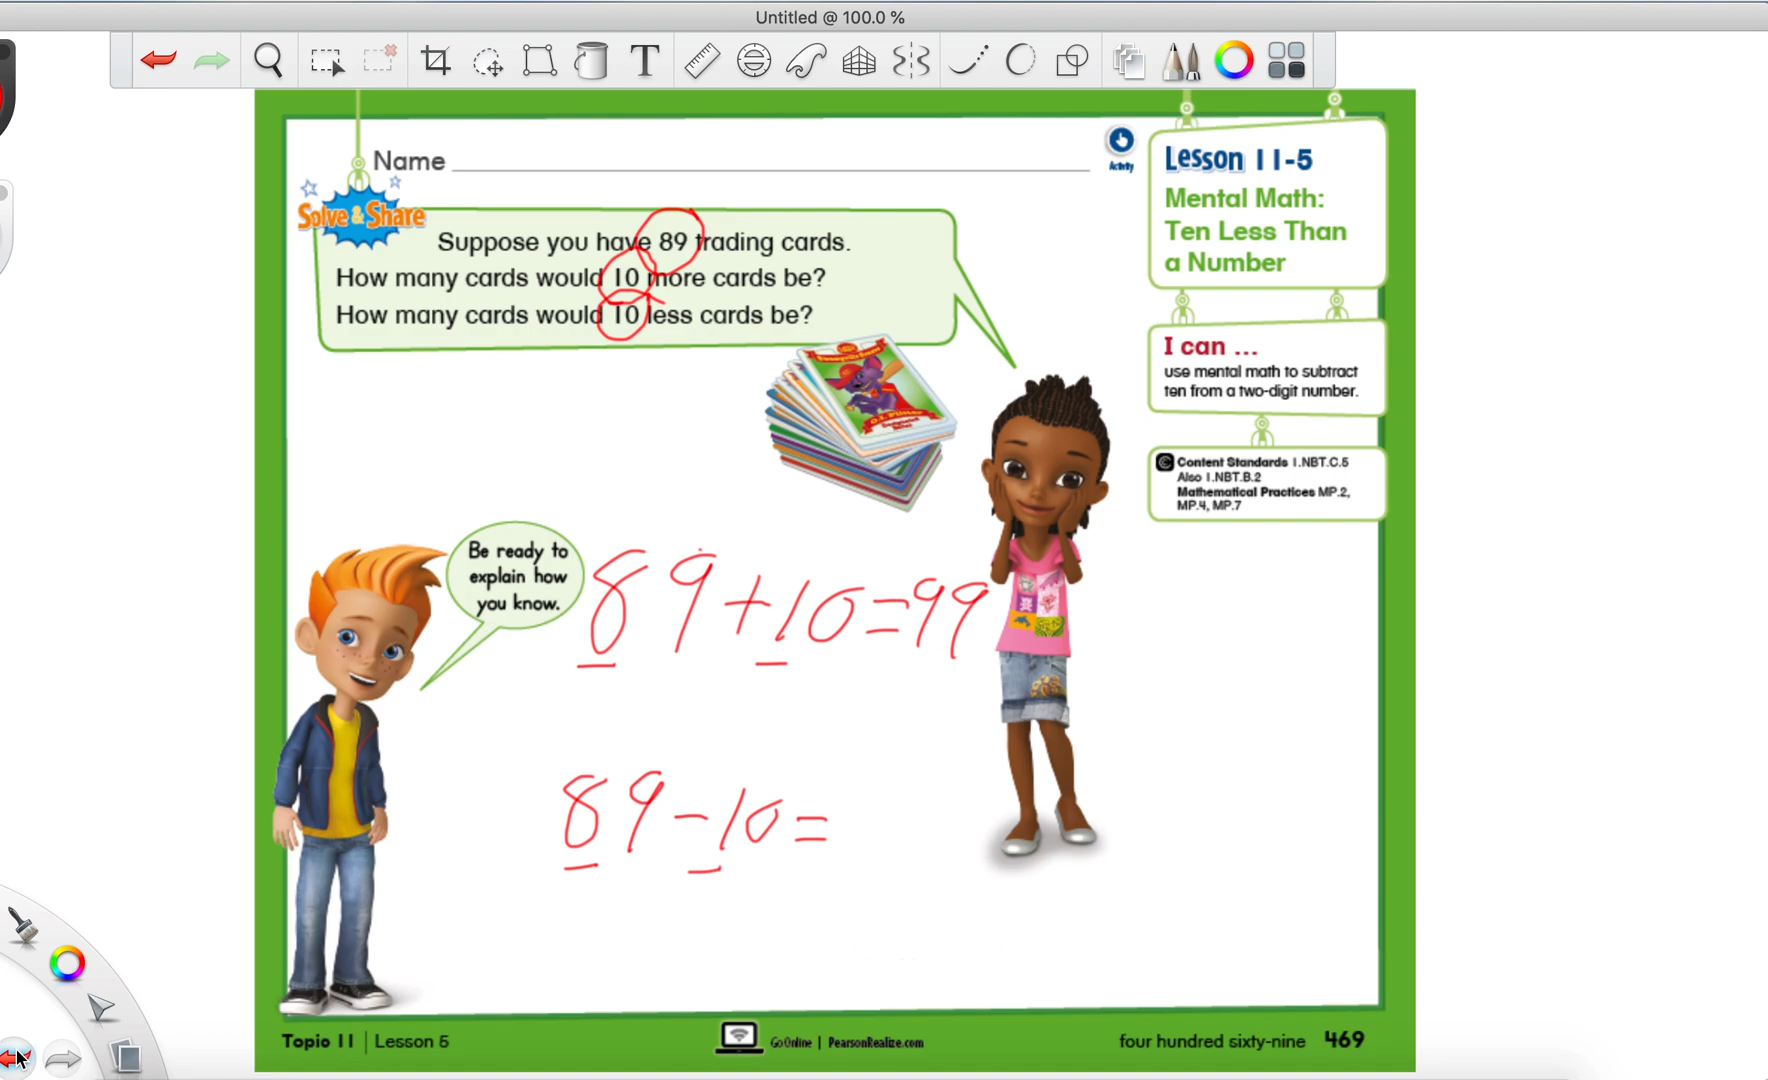 Untitled @ 100.0 %
Name
Activity
Solve & Share
Suppose you have 89 trading cards.
How many cards would 10 more cards be?
How many cards would 10 less cards be?
Lesson 11-5
Mental Math:
Ten Less Than
a Number
I can ...
use mental math to subtract
ten from a two-digit number.
Content Standards 1.NBT.C.5
Also 1.NBT.B.2
Mathematical Practices MP.2,
MP.4, MP.7
Be ready to
explain how
you know.
89+10=99
89-10=
Topic 11 | Lesson 5
Go Online | PearsonRealize.com
four hundred sixty-nine 469